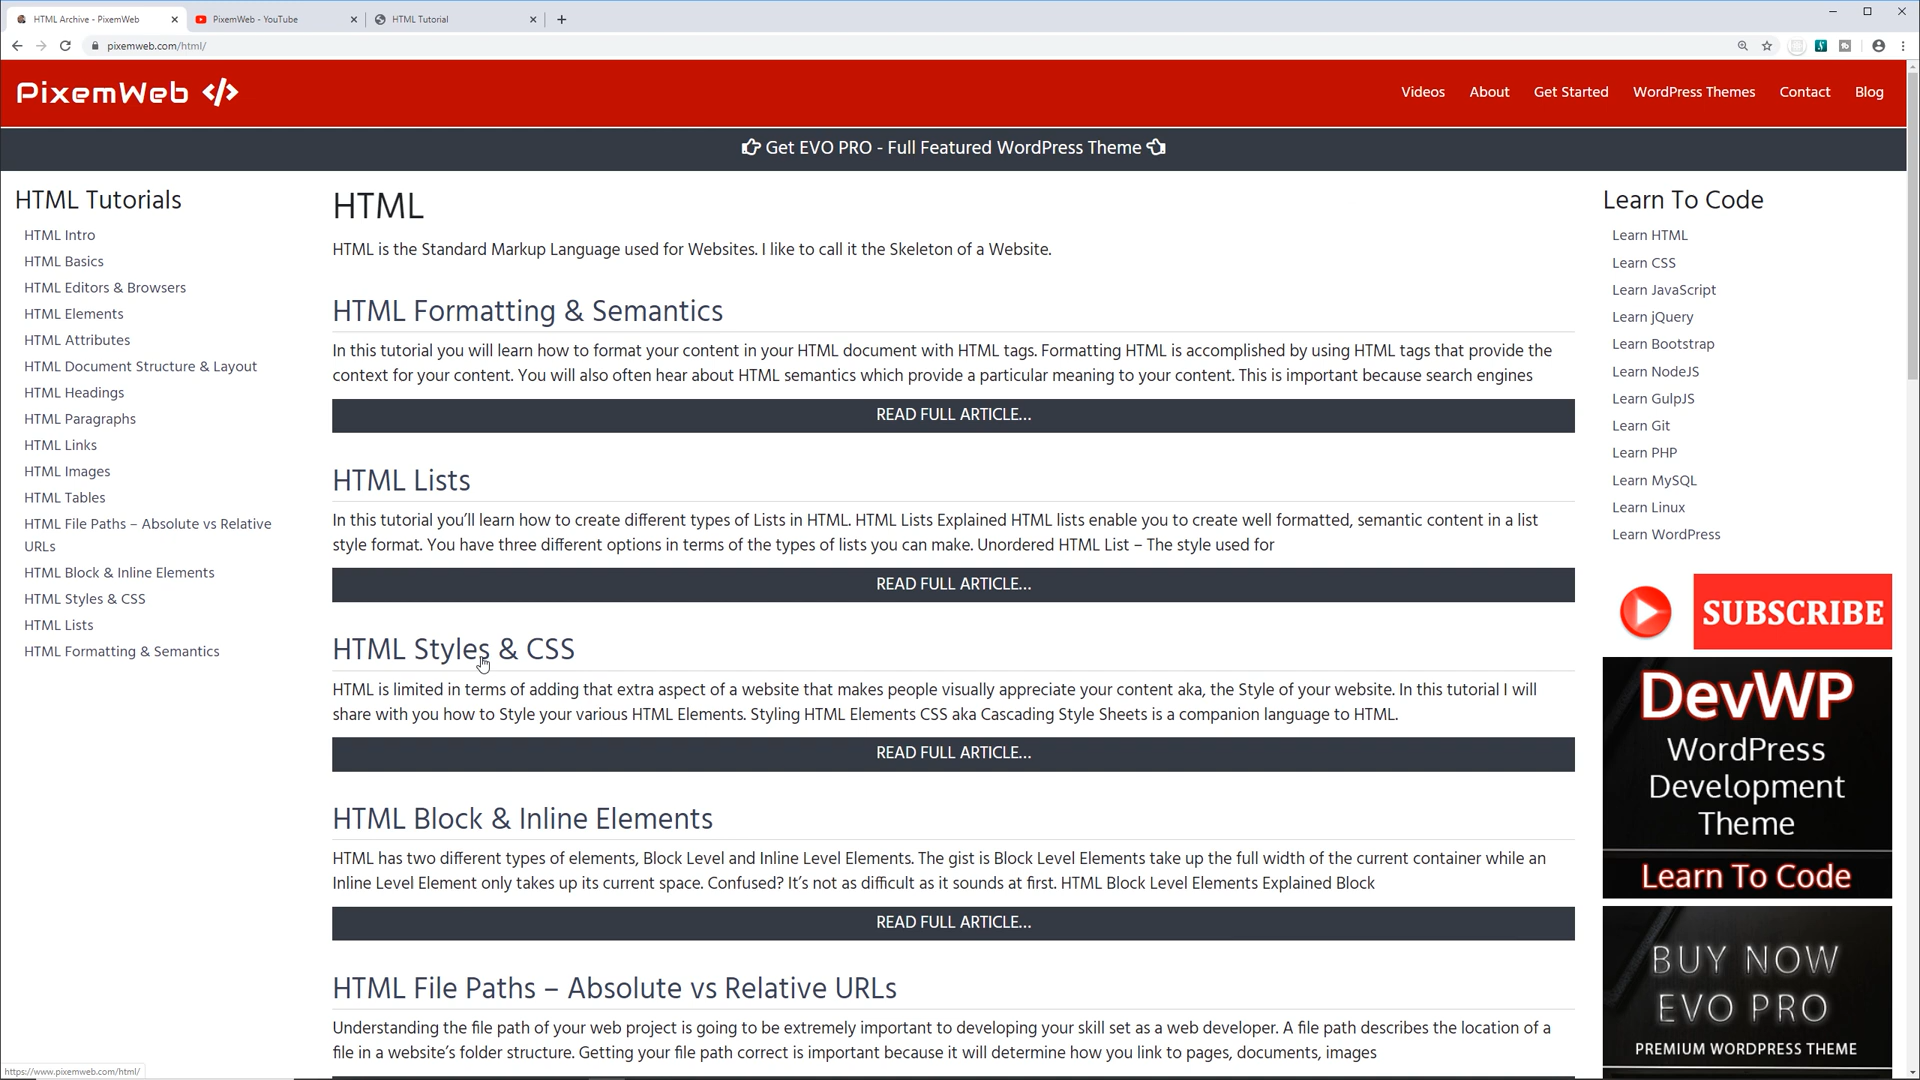 HTML Archive - PixemWeb
PixemWeb - YouTube
HTML Tutorial
pixemweb.com/html/
PixemWeb </>
Videos
About
Get Started
WordPress Themes
Contact
Blog
Get EVO PRO - Full Featured WordPress Theme
HTML Tutorials
HTML Intro
HTML Basics
HTML Editors & Browsers
HTML Elements
HTML Attributes
HTML Document Structure & Layout
HTML Headings
HTML Paragraphs
HTML Links
HTML Images
HTML Tables
HTML File Paths – Absolute vs Relative
URLs
HTML Block & Inline Elements
HTML Styles & CSS
HTML Lists
HTML Formatting & Semantics
HTML
HTML is the Standard Markup Language used for Websites. I like to call it the Skeleton of a Website.
HTML Formatting & Semantics
In this tutorial you will learn how to format your content in your HTML document with HTML tags. Formatting HTML is accomplished by using HTML tags that provide the
context for your content. You will also often hear about HTML semantics which provide a particular meaning to your content. This is important because search engines
READ FULL ARTICLE...
HTML Lists
In this tutorial you'll learn how to create different types of Lists in HTML. HTML Lists Explained HTML lists enable you to create well formatted, semantic content in a list
style format. You have three different options in terms of the types of lists you can make. Unordered HTML List – The style used for
READ FULL ARTICLE...
HTML Styles & CSS
HTML is limited in terms of adding that extra aspect of a website that makes people visually appreciate your content aka, the Style of your website. In this tutorial I will
share with you how to Style your various HTML Elements. Styling HTML Elements CSS aka Cascading Style Sheets is a companion language to HTML.
READ FULL ARTICLE...
HTML Block & Inline Elements
HTML has two different types of elements, Block Level and Inline Level Elements. The gist is Block Level Elements take up the full width of the current container while an
Inline Level Element only takes up its current space. Confused? It's not as difficult as it sounds at first. HTML Block Level Elements Explained Block
READ FULL ARTICLE...
HTML File Paths – Absolute vs Relative URLs
Understanding the file path of your web project is going to be extremely important to developing your skill set as a web developer. A file path describes the location of a
file in a website's folder structure. Getting your file path correct is important because it will determine how you link to pages, documents, images
Learn To Code
Learn HTML
Learn CSS
Learn JavaScript
Learn jQuery
Learn Bootstrap
Learn NodeJS
Learn GulpJS
Learn Git
Learn PHP
Learn MySQL
Learn Linux
Learn WordPress
SUBSCRIBE
DevWP
WordPress
Development
Theme
Learn To Code
BUY NOW
EVO PRO
PREMIUM WORDPRESS THEME
https://www.pixemweb.com/html/